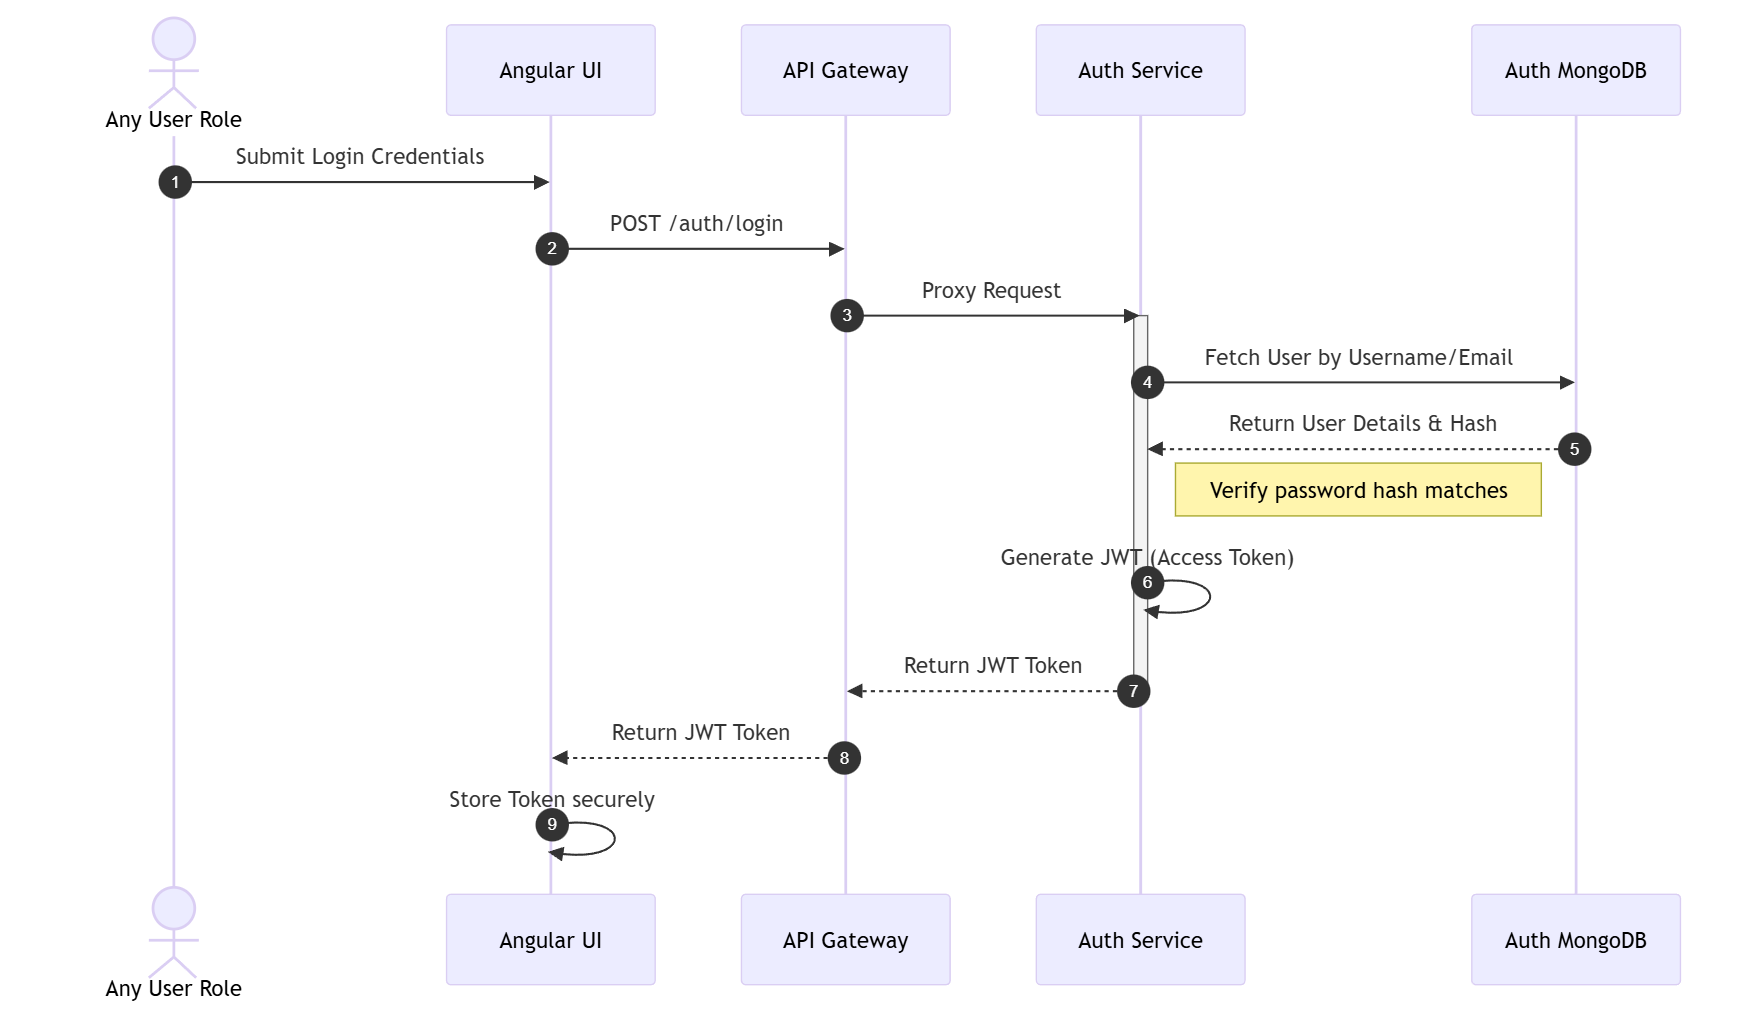 Any User Role
Angular UI
API Gateway
Auth Service
Auth MongoDB
Submit Login Credentials
1
POST /auth/login
2
Proxy Request
3
Fetch User by Username/Email
4
Return User Details & Hash
5
Verify password hash matches
Generate JWT (Access Token)
6
Return JWT Token
7
Return JWT Token
8
Store Token securely
9
Any User Role
Angular UI
API Gateway
Auth Service
Auth MongoDB